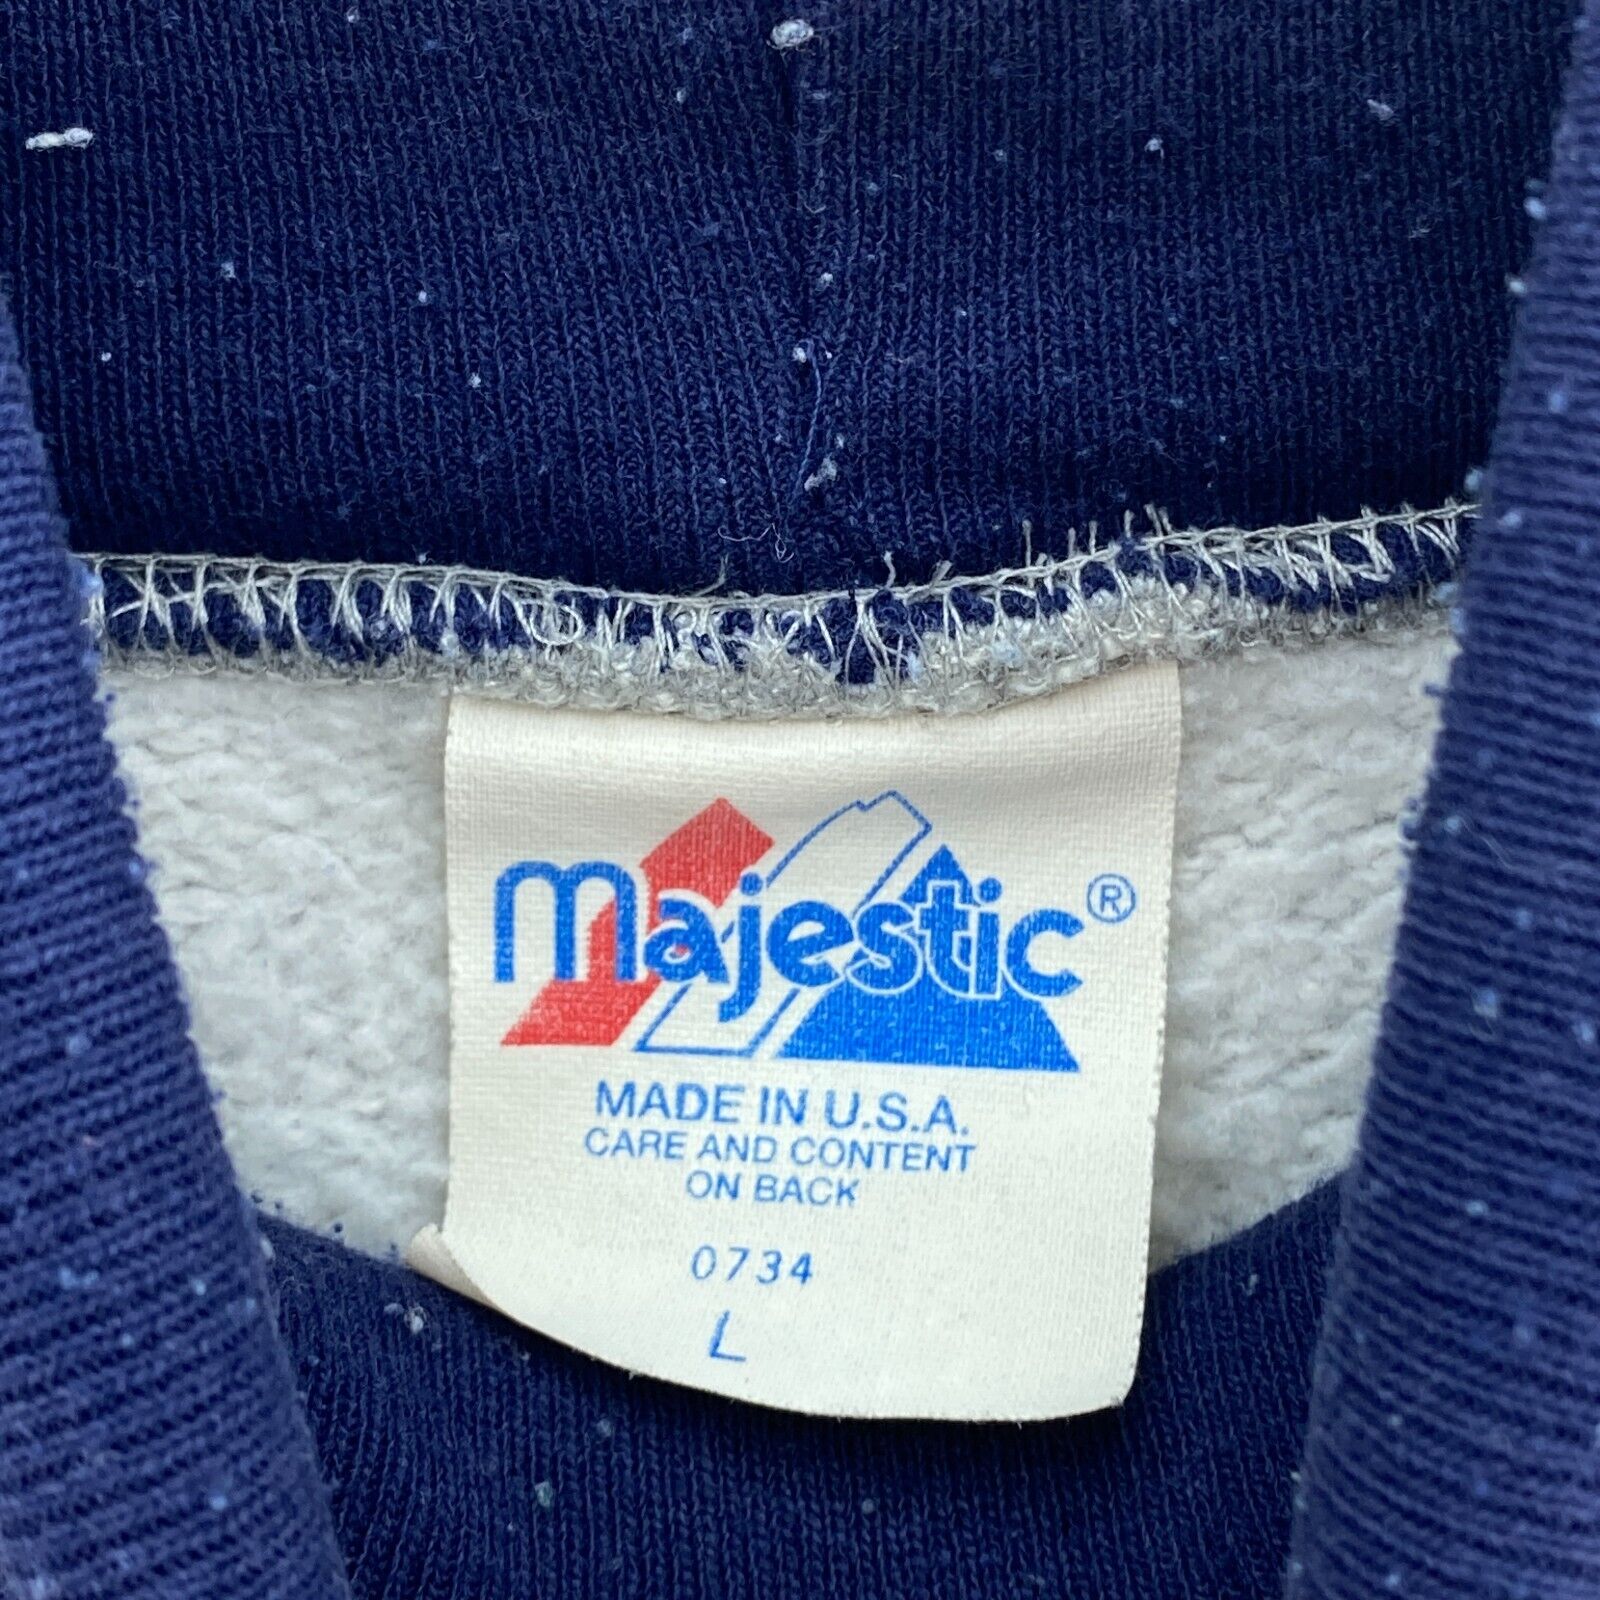 majestic®
MADE IN U.S.A.
CARE AND CONTENT
ON BACK
0734
L